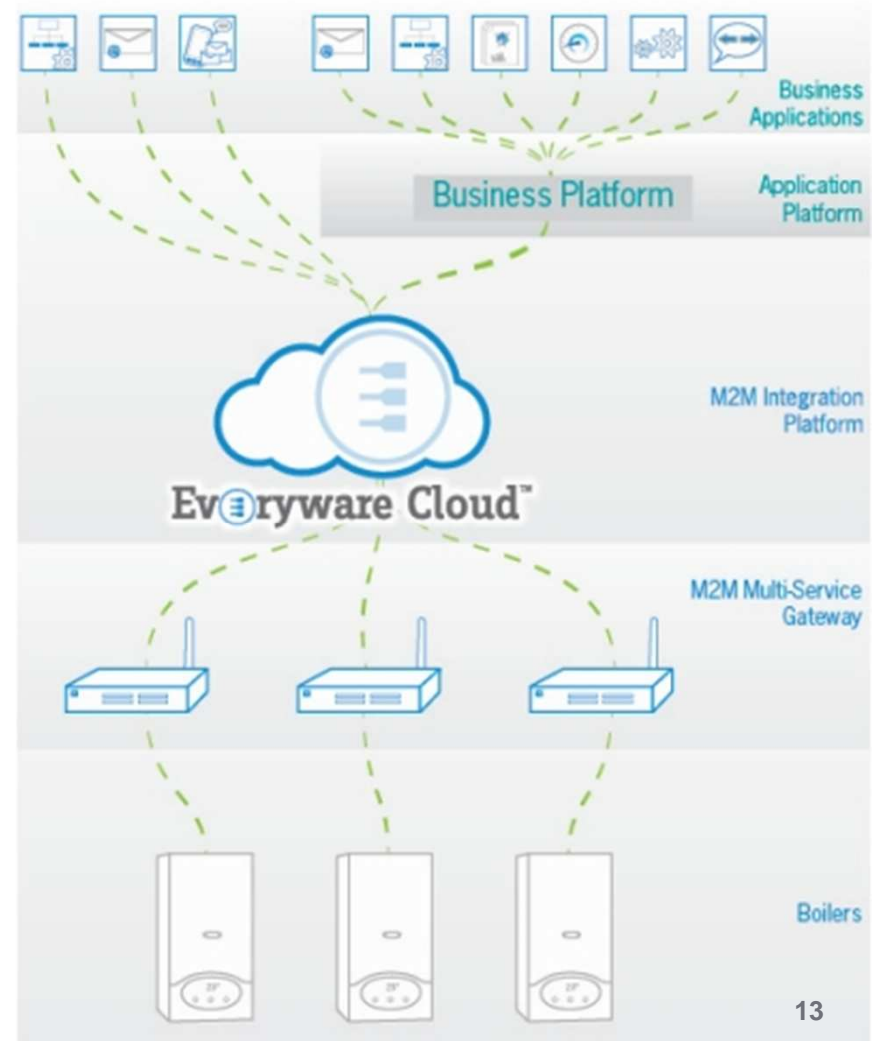 Business
Applications
Business Platform
Application
Platform
M2M Integration
Platform
Everyware Cloud™
M2M Multi-Service
Gateway
Boilers
13